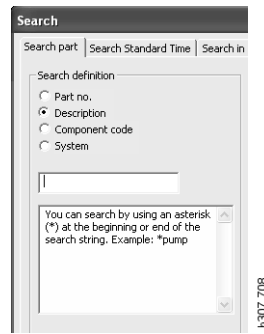 Search
Search part Search Standard Time Search in
Search definition
Part no.
Description
Component code
System
You can search by using an asterisk
(*) at the beginning or end of the
search string. Example: *pump
b307.708